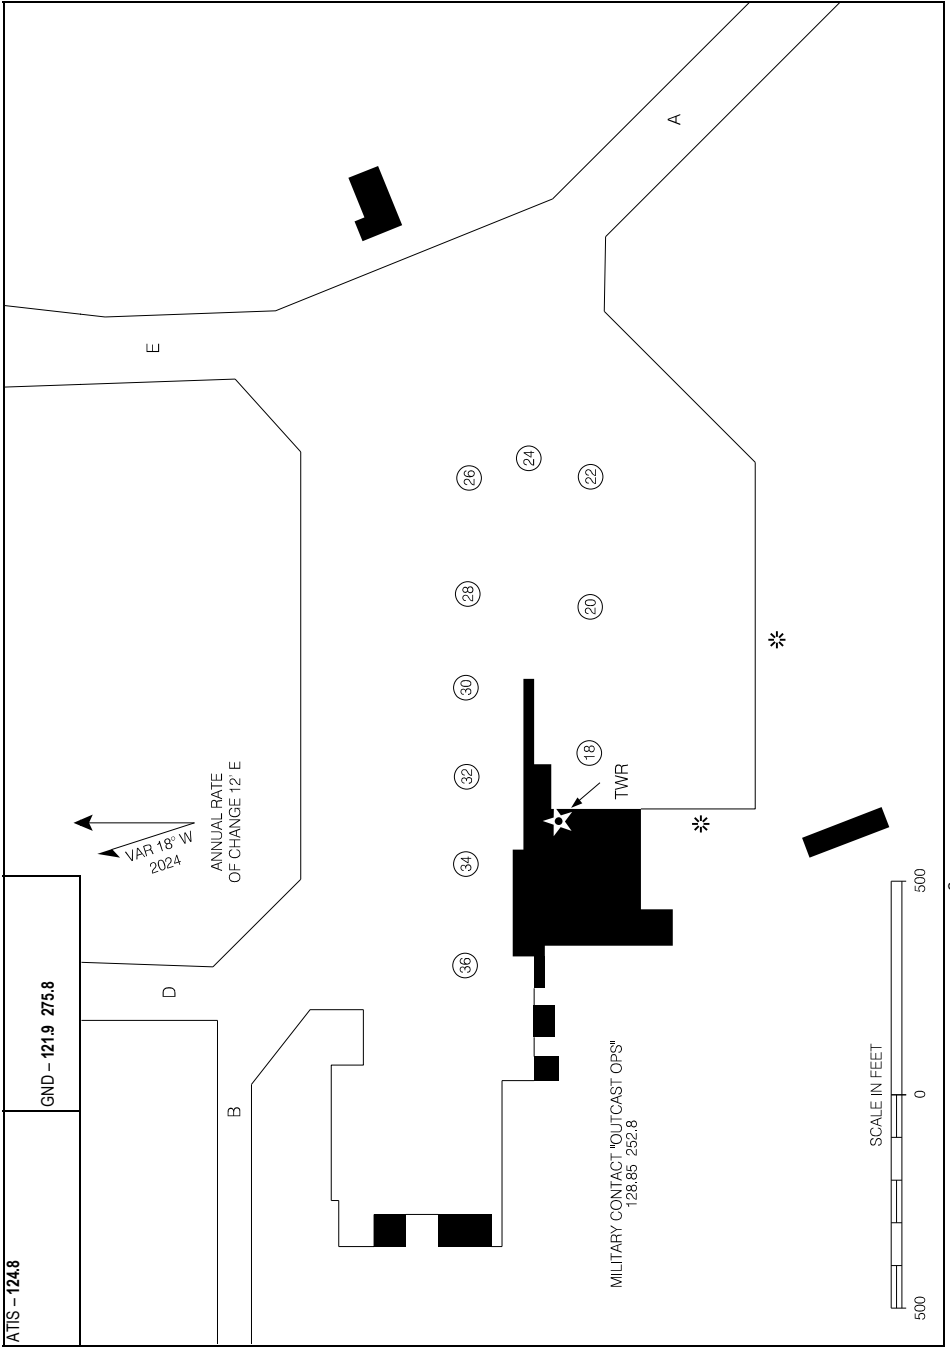 ATIS – 124.8
GND – 121.9 275.8
VAR 18° W
2024
ANNUAL RATE
OF CHANGE 12' E
A
E
D
B
26
24
22
28
20
30
32
18
34
36
TWR
MILITARY CONTACT "OUTCAST OPS"
128.85 252.8
SCALE IN FEET
500
0
500